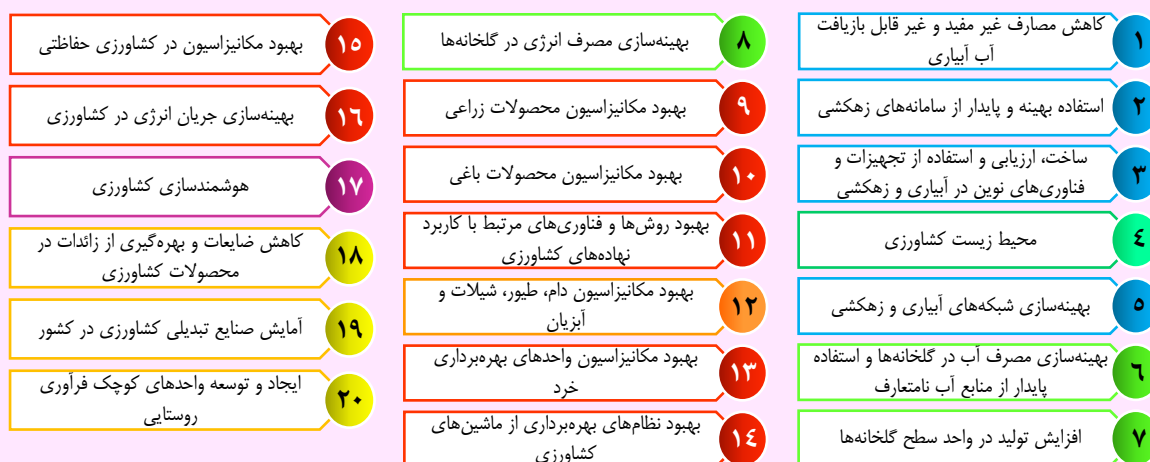 ۱
کاهش مصارف غیر مفید و غیر قابل بازیافت
آب آبیاری
۲
استفاده بهینه و پایدار از سامانه‌های زهکشی
۳
ساخت، ارزیابی و استفاده از تجهیزات و
فناوری‌های نوین در آبیاری و زهکشی
٤
محیط زیست کشاورزی
٥
بهینه‌سازی شبکه‌های آبیاری و زهکشی
٦
بهینه‌سازی مصرف آب در گلخانه‌ها و استفاده
پایدار از منابع آب نامتعارف
۷
افزایش تولید در واحد سطح گلخانه‌ها
۸
بهینه‌سازی مصرف انرژی در گلخانه‌ها
۹
بهبود مکانیزاسیون محصولات زراعی
۱۰
بهبود مکانیزاسیون محصولات باغی
۱۱
بهبود روش‌ها و فناوری‌های مرتبط با کاربرد
نهاده‌های کشاورزی
۱۲
بهبود مکانیزاسیون دام، طیور، شیلات و
آبزیان
۱۳
بهبود مکانیزاسیون واحدهای بهره‌برداری
خرد
۱٤
بهبود نظام‌های بهره‌برداری از ماشین‌های
کشاورزی
۱٥
بهبود مکانیزاسیون در کشاورزی حفاظتی
۱٦
بهینه‌سازی جریان انرژی در کشاورزی
۱۷
هوشمندسازی کشاورزی
۱۸
کاهش ضایعات و بهره‌گیری از زائدات در
محصولات کشاورزی
۱۹
آمایش صنایع تبدیلی کشاورزی در کشور
۲۰
ایجاد و توسعه واحدهای کوچک فرآوری
روستایی